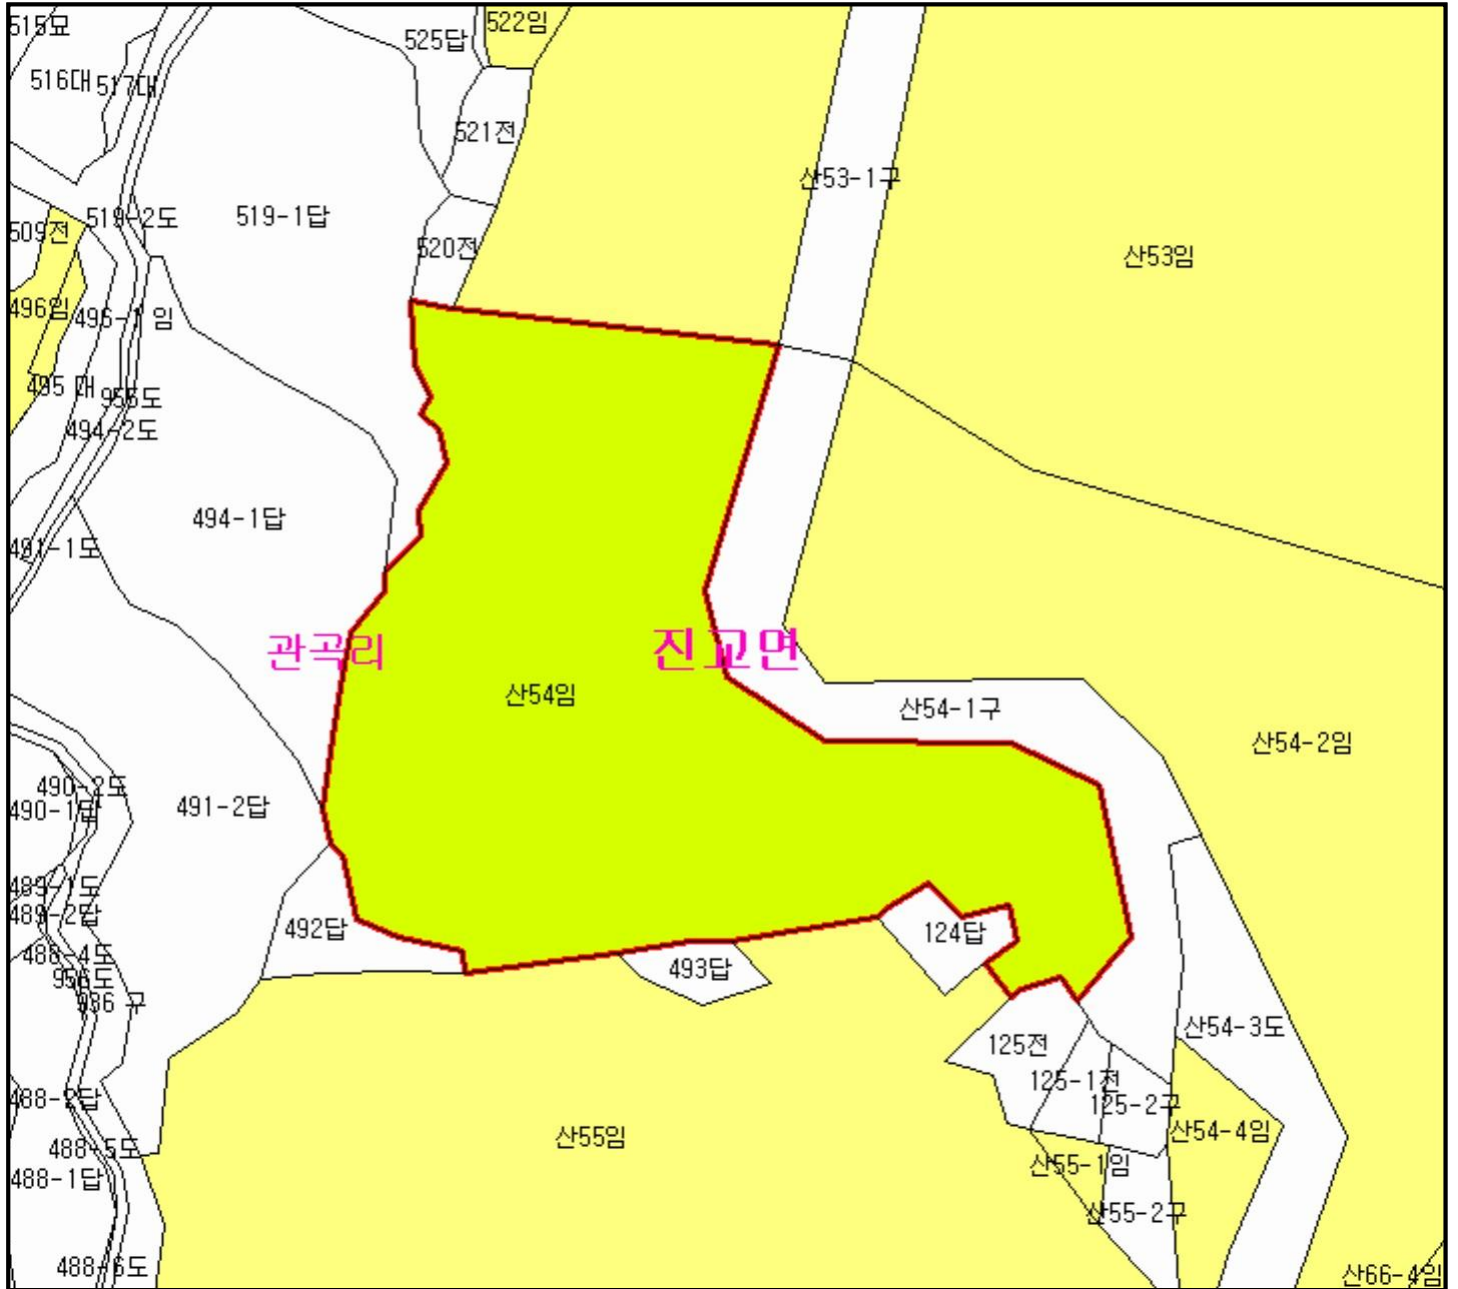 515묘
522임
525답
516대
517대
521전
산53-1구
519-2도
519-1답
509전
520전
산53임
496임
496-1 임
495 대
955도
494-2도
494-1답
491-1도
관곡리
진교면
산54임
산54-1구
산54-2임
490-2도
490-1답
491-2답
489-1도
489-2답
492답
124답
488-4도
493답
956도
936 구
산54-3도
125전
125-1전
488-2답
125-2구
산54-4임
488-5도
산55임
산55-1임
488-1답
산55-2구
488-6도
산66-4임